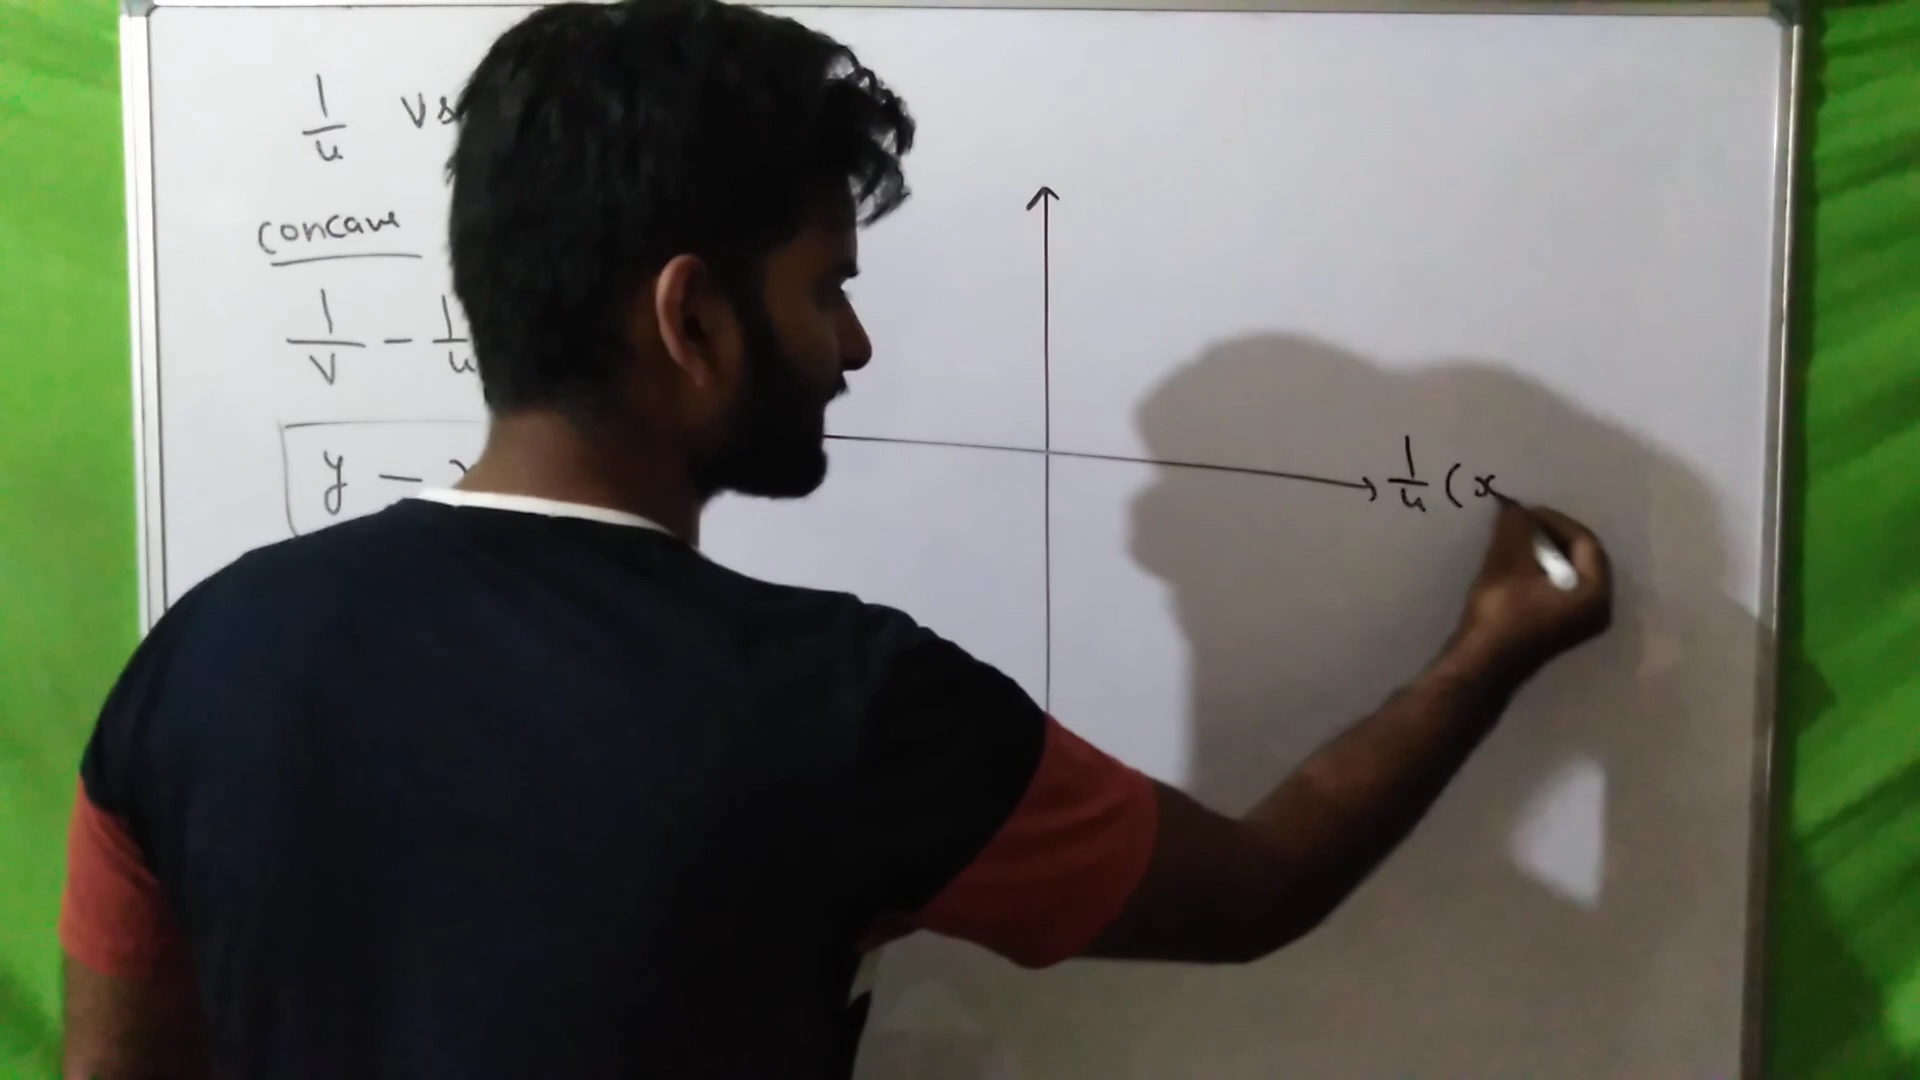 1/u vs
concave
1/v - 1/u
y -
1/u (x